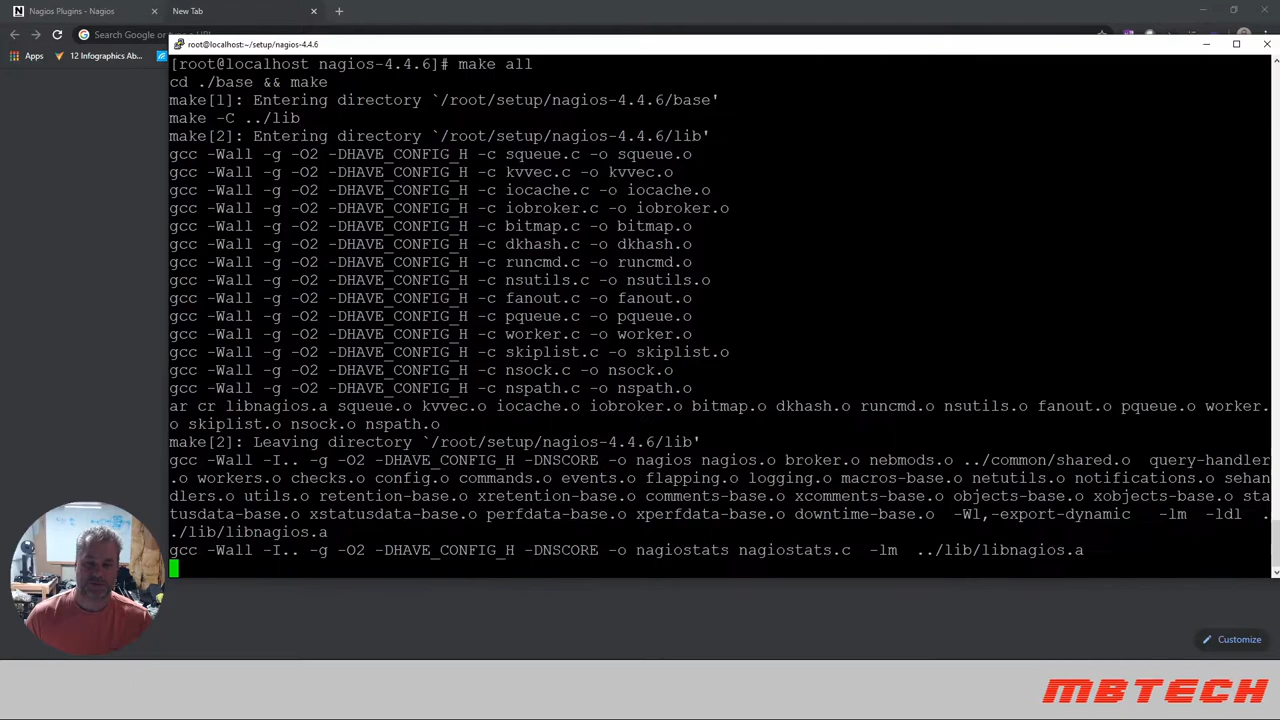 Nagios Plugins - Nagios
New Tab
root@localhost:~/setup/nagios-4.4.6
Search Google or type a URL
Apps
12 Infographics Ab...
[root@localhost nagios-4.4.6]# make all
cd ./base && make
make[1]: Entering directory `/root/setup/nagios-4.4.6/base'
make -C ../lib
make[2]: Entering directory `/root/setup/nagios-4.4.6/lib'
gcc -Wall -g -O2 -DHAVE_CONFIG_H -c squeue.c -o squeue.o
gcc -Wall -g -O2 -DHAVE_CONFIG_H -c kvvec.c -o kvvec.o
gcc -Wall -g -O2 -DHAVE_CONFIG_H -c iocache.c -o iocache.o
gcc -Wall -g -O2 -DHAVE_CONFIG_H -c iobroker.c -o iobroker.o
gcc -Wall -g -O2 -DHAVE_CONFIG_H -c bitmap.c -o bitmap.o
gcc -Wall -g -O2 -DHAVE_CONFIG_H -c dkhash.c -o dkhash.o
gcc -Wall -g -O2 -DHAVE_CONFIG_H -c runcmd.c -o runcmd.o
gcc -Wall -g -O2 -DHAVE_CONFIG_H -c nsutils.c -o nsutils.o
gcc -Wall -g -O2 -DHAVE_CONFIG_H -c fanout.c -o fanout.o
gcc -Wall -g -O2 -DHAVE_CONFIG_H -c pqueue.c -o pqueue.o
gcc -Wall -g -O2 -DHAVE_CONFIG_H -c worker.c -o worker.o
gcc -Wall -g -O2 -DHAVE_CONFIG_H -c skiplist.c -o skiplist.o
gcc -Wall -g -O2 -DHAVE_CONFIG_H -c nsock.c -o nsock.o
gcc -Wall -g -O2 -DHAVE_CONFIG_H -c nspath.c -o nspath.o
ar cr libnagios.a squeue.o kvvec.o iocache.o iobroker.o bitmap.o dkhash.o runcmd.o nsutils.o fanout.o pqueue.o worker.
o skiplist.o nsock.o nspath.o
make[2]: Leaving directory `/root/setup/nagios-4.4.6/lib'
gcc -Wall -I.. -g -O2 -DHAVE_CONFIG_H -DNSCORE -o nagios nagios.o broker.o nebmods.o ../common/shared.o  query-handler
.o workers.o checks.o config.o commands.o events.o flapping.o logging.o macros-base.o netutils.o notifications.o sehan
dlers.o utils.o retention-base.o xretention-base.o comments-base.o xcomments-base.o objects-base.o xobjects-base.o sta
tusdata-base.o xstatusdata-base.o perfdata-base.o xperfdata-base.o downtime-base.o  -Wl,-export-dynamic   -lm  -ldl  .
./lib/libnagios.a
gcc -Wall -I.. -g -O2 -DHAVE_CONFIG_H -DNSCORE -o nagiostats nagiostats.c  -lm  ../lib/libnagios.a
Customize
MBTECH